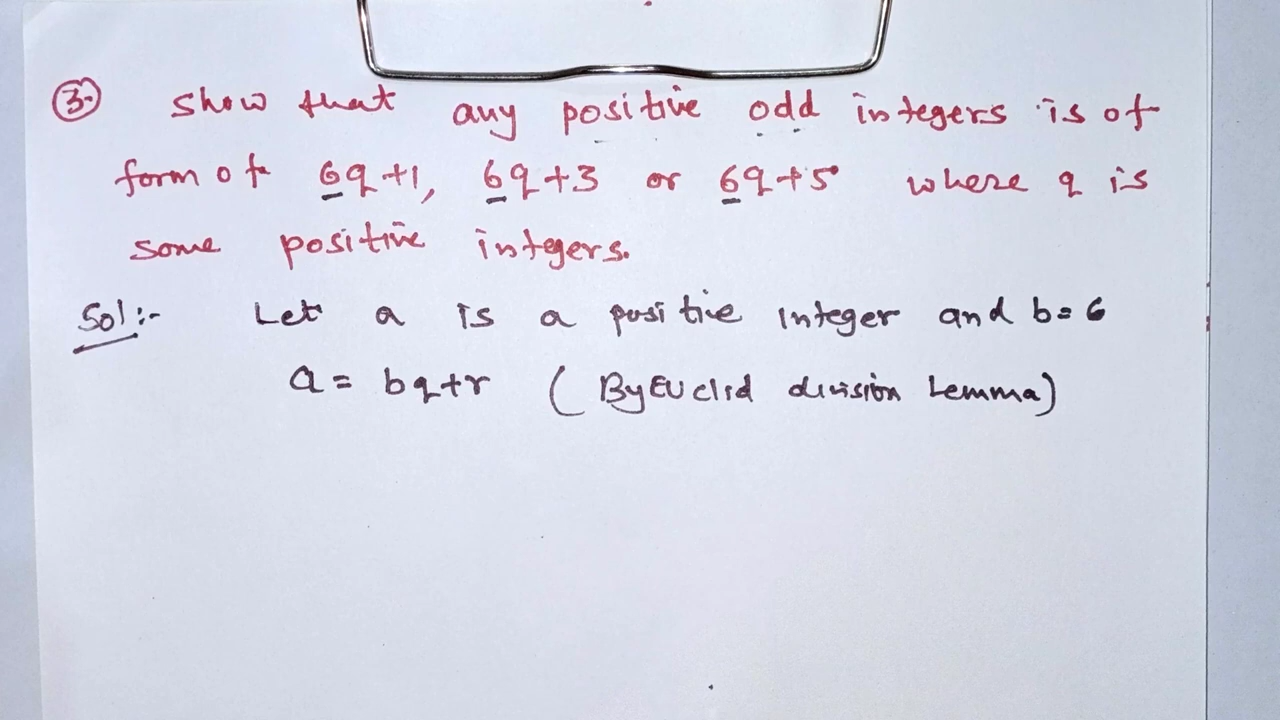 3. Show that any positive odd integers is of
form of 6q+1, 6q+3 or 6q+5 where q is
some positive integers.
Sol:- Let a is a positive integer and b=6
a = bq+r (By Euclid division Lemma)